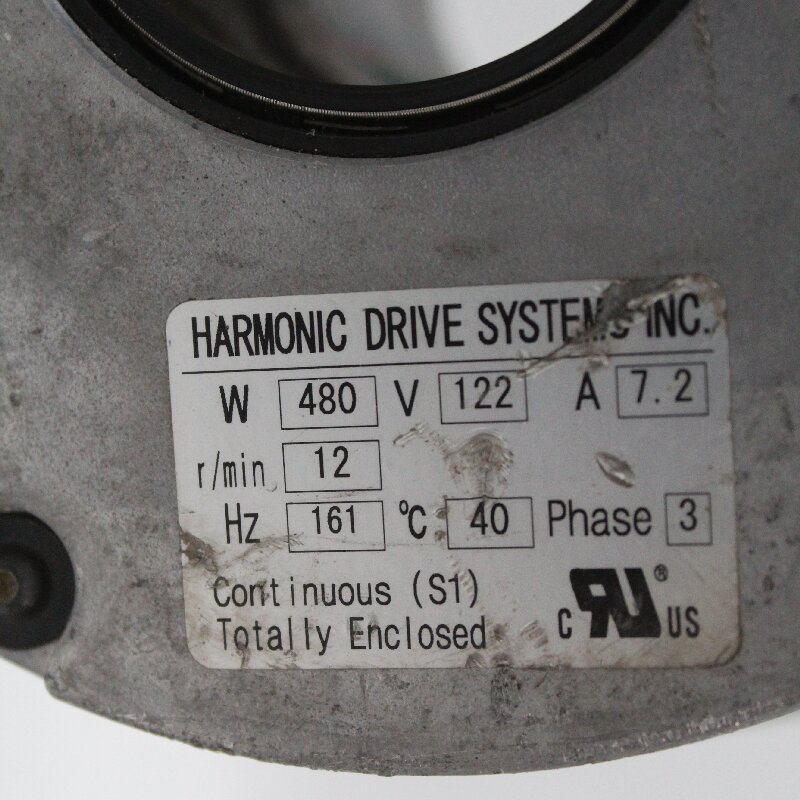 HARMONIC DRIVE SYSTEMS INC.
W 480 V 122 A 7.2
r/min 12
Hz 161 °C 40 Phase 3
Continuous (S1)
Totally Enclosed
C RU ® US